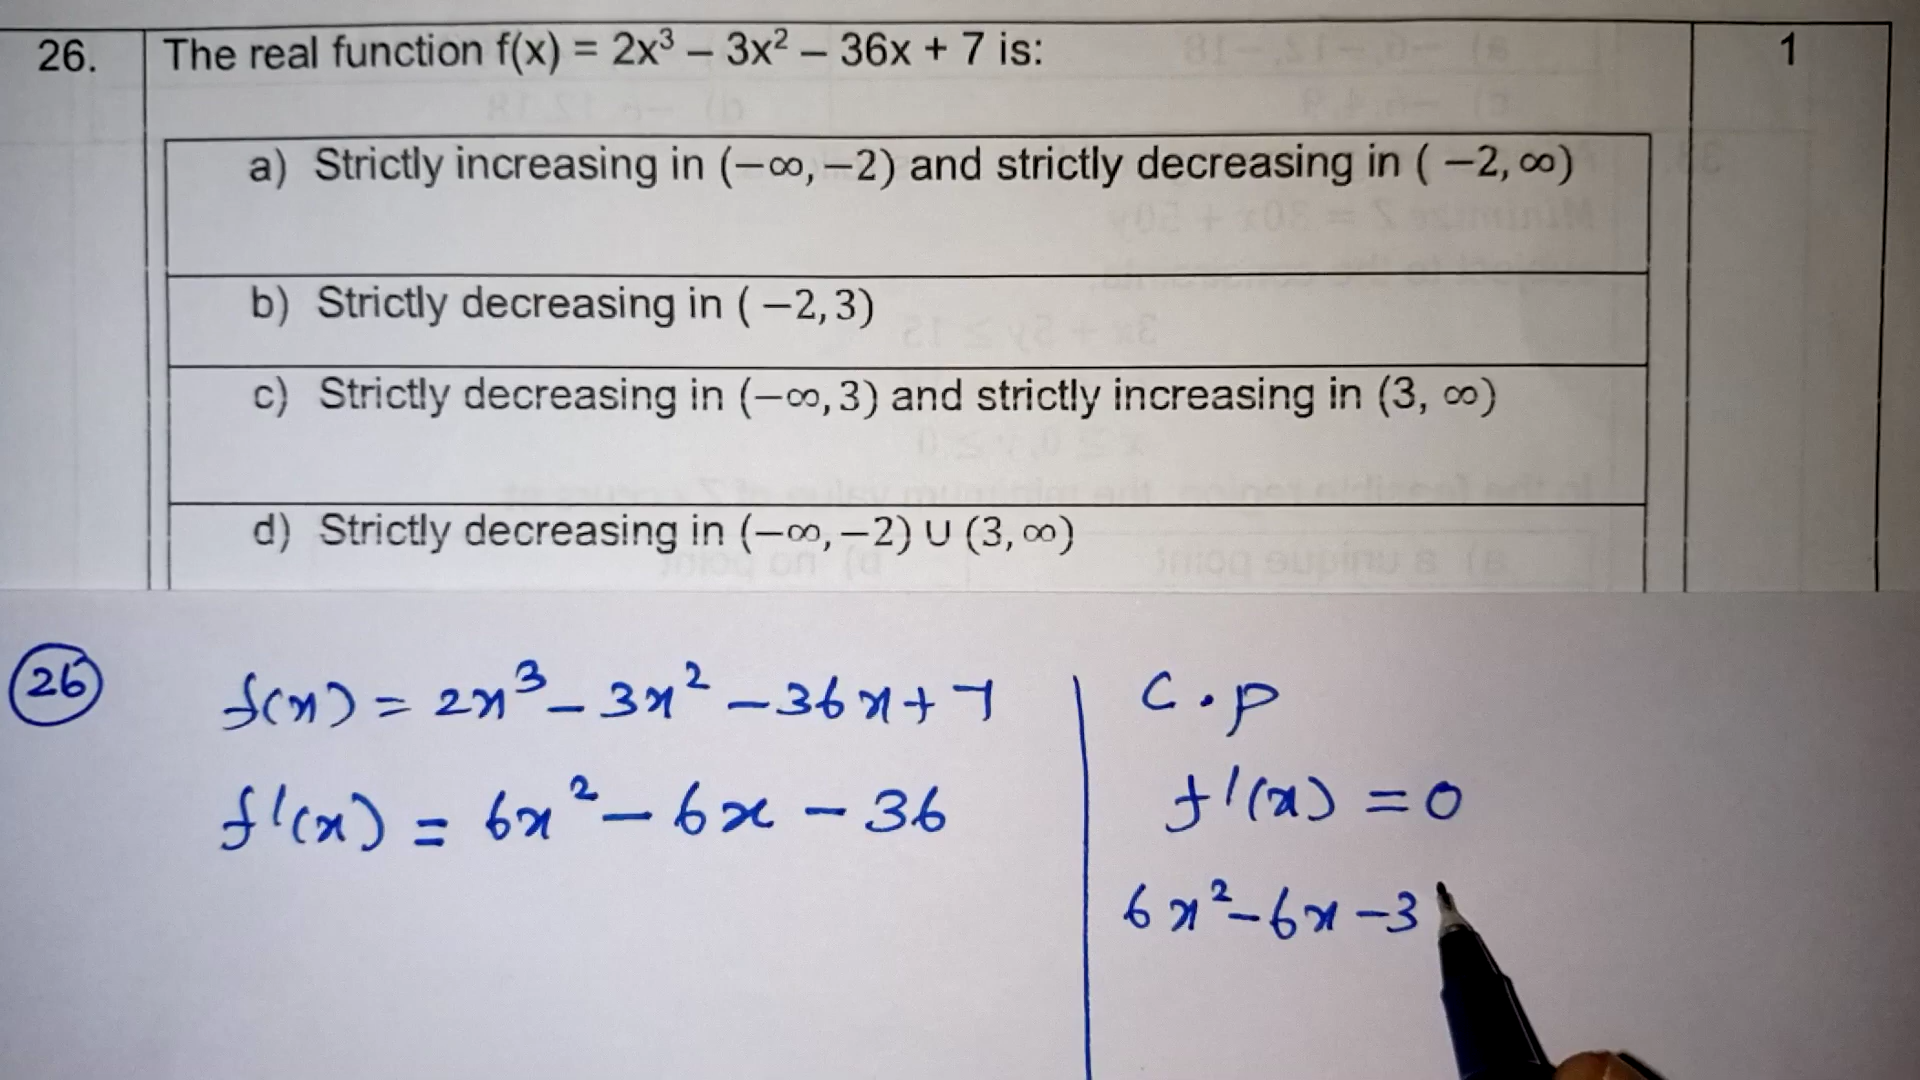 26. The real function f(x) = 2x³ – 3x² – 36x + 7 is: 1
a) Strictly increasing in (−∞, −2) and strictly decreasing in ( −2, ∞)
b) Strictly decreasing in ( −2, 3)
c) Strictly decreasing in (−∞, 3) and strictly increasing in (3, ∞)
d) Strictly decreasing in (−∞, −2) ∪ (3, ∞)
26 f(x) = 2x³ – 3x² – 36x + 7
f'(x) = 6x² – 6x – 36
C.P
f'(x) = 0
6x² – 6x – 3